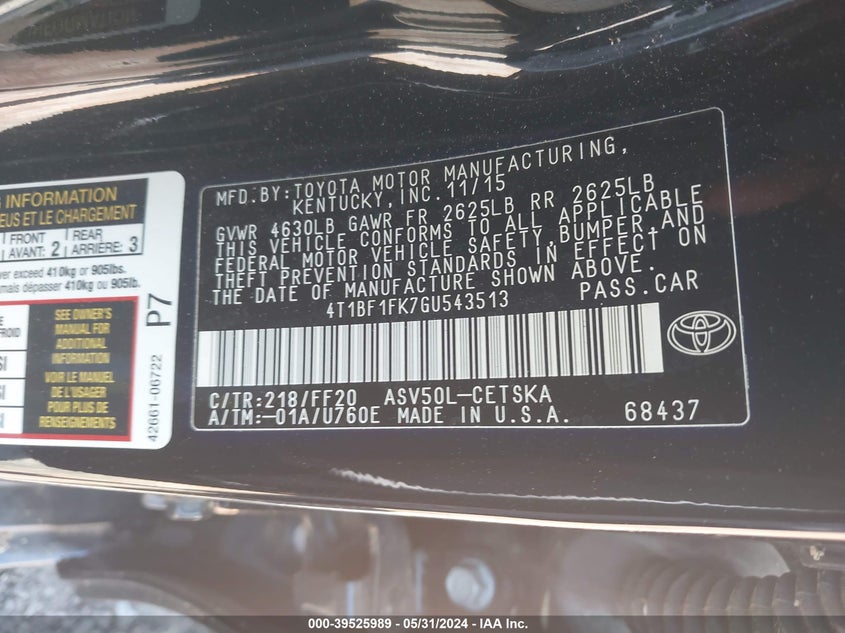 G INFORMATION
EUS ET LE CHARGEMENT
FRONT
AVANT: 2
REAR
ARRIÈRE: 3
ver exceed 410kg or 905lbs.
mais dépasser 410kg ou 905lb.
SEE OWNER'S
MANUAL FOR
ADDITIONAL
INFORMATION
VOIR LE MANUEL
DE L'USAGER
POUR PLUS DE
RENSEIGNEMENTS
P7
42661-06722
MFD.BY:TOYOTA MOTOR MANUFACTURING,
KENTUCKY,INC.11/15
GVWR 4630LB GAWR FR 2625LB RR 2625LB
THIS VEHICLE CONFORMS TO ALL APPLICABLE
FEDERAL MOTOR VEHICLE SAFETY,BUMPER,AND
THEFT PREVENTION STANDARDS IN EFFECT ON
THE DATE OF MANUFACTURE SHOWN ABOVE.
4T1BF1FK7GU543513 PASS.CAR
C/TR:218/FF20 ASV50L-CETSKA
A/TM:-01A/U760E MADE IN U.S.A. 68437
000-39525989 - 05/31/2024 - IAA Inc.